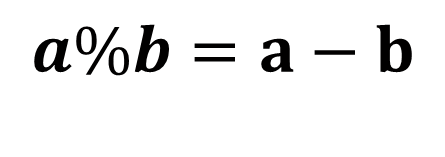 a%b = a − b